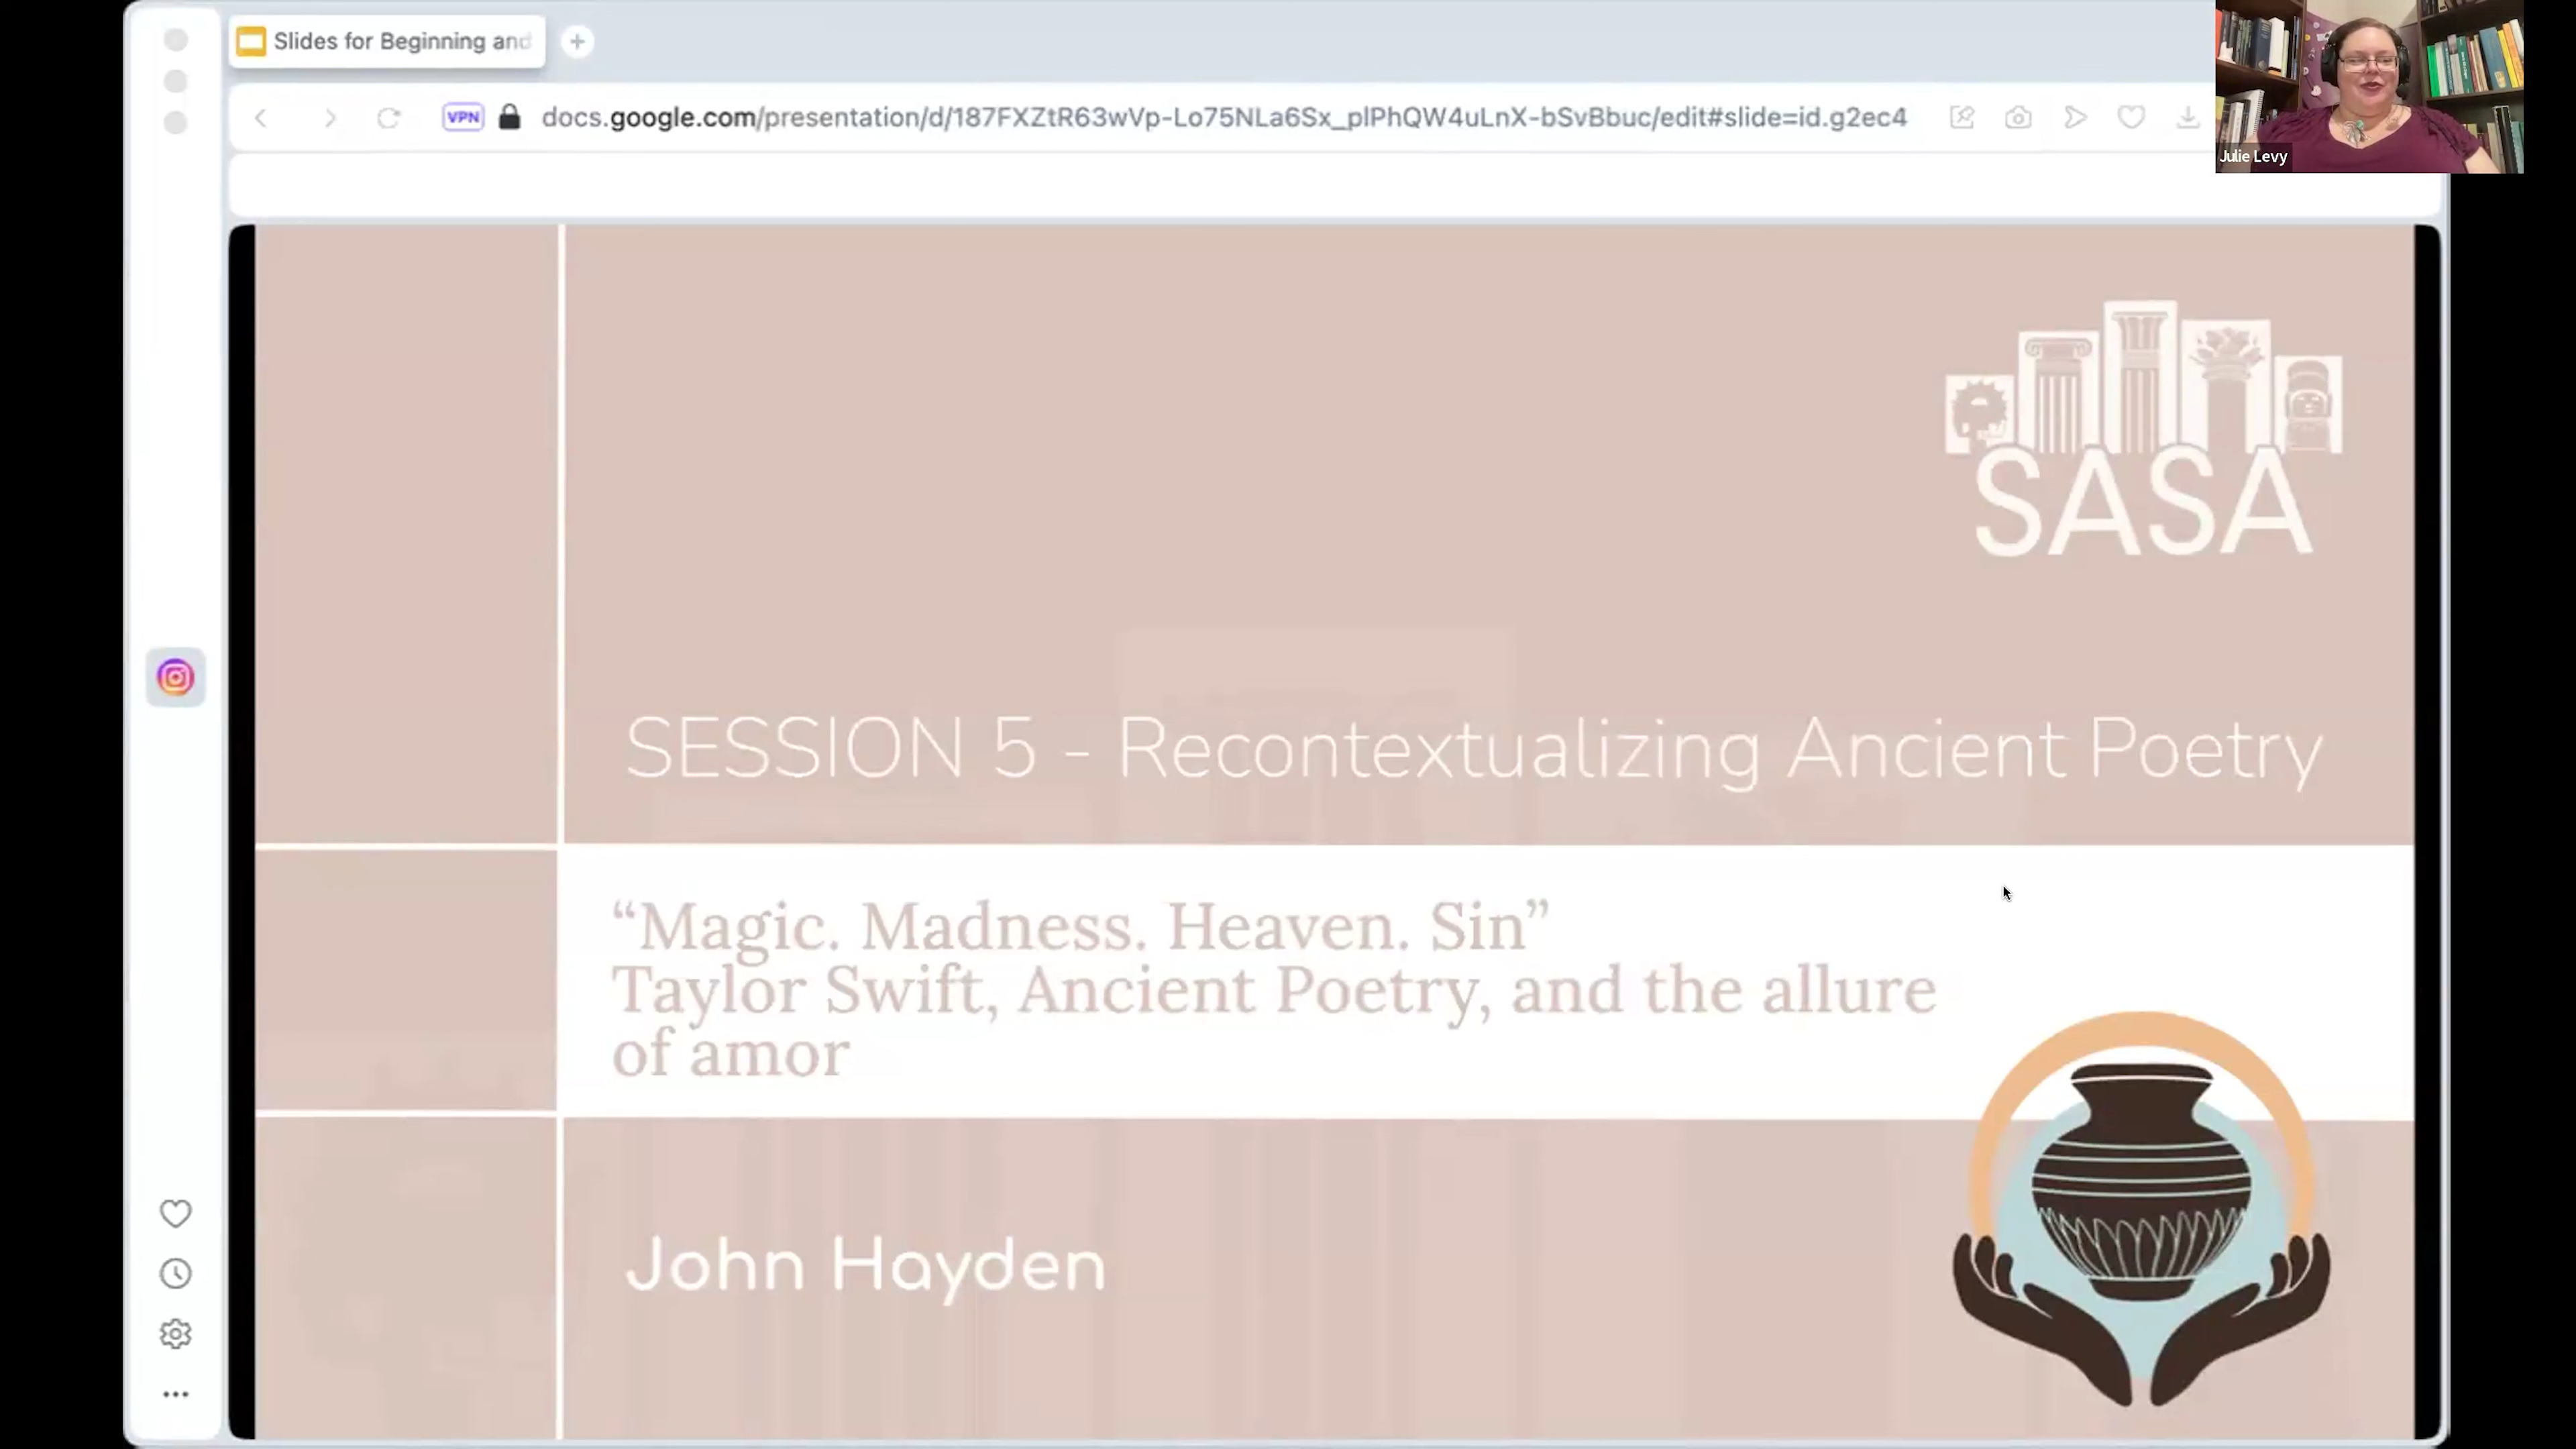 Slides for Beginning and
VPN
docs.google.com/presentation/d/187FXZtR63wVp-Lo75NLa6Sx_plPhQW4uLnX-bSvBbuc/edit#slide=id.g2ec4
Julie Levy
SASA
SESSION 5 - Recontextualizing Ancient Poetry
“Magic. Madness. Heaven. Sin”
Taylor Swift, Ancient Poetry, and the allure
of amor
John Hayden